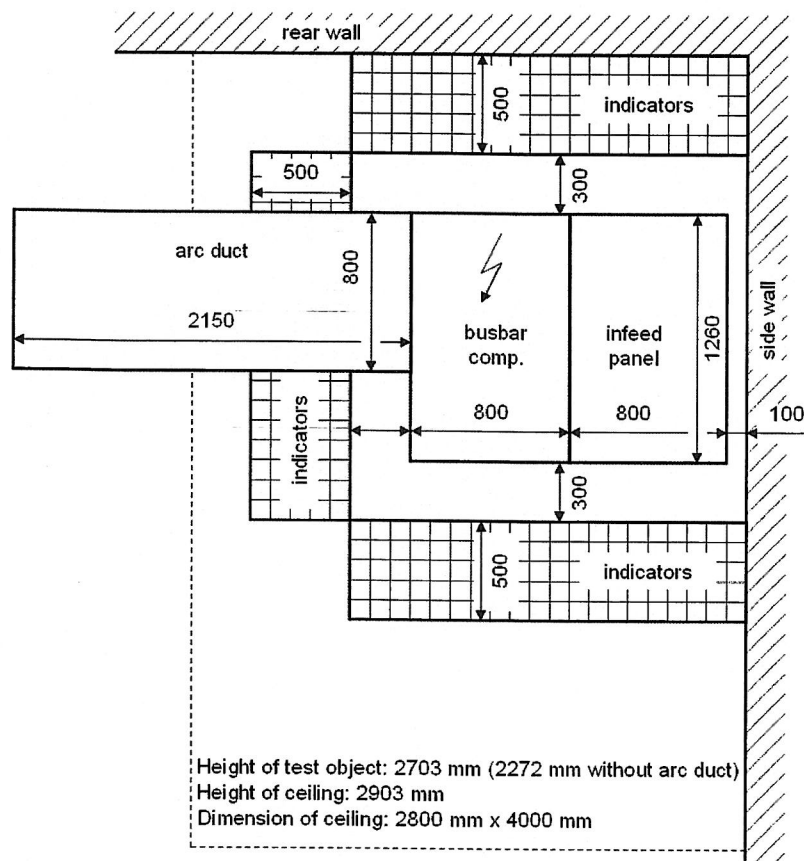 rear wall
500
indicators
500
300
arc duct
800
2150
busbar
comp.
infeed
panel
1260
side wall
800
800
100
indicators
300
500
indicators
Height of test object: 2703 mm (2272 mm without arc duct)
Height of ceiling: 2903 mm
Dimension of ceiling: 2800 mm x 4000 mm